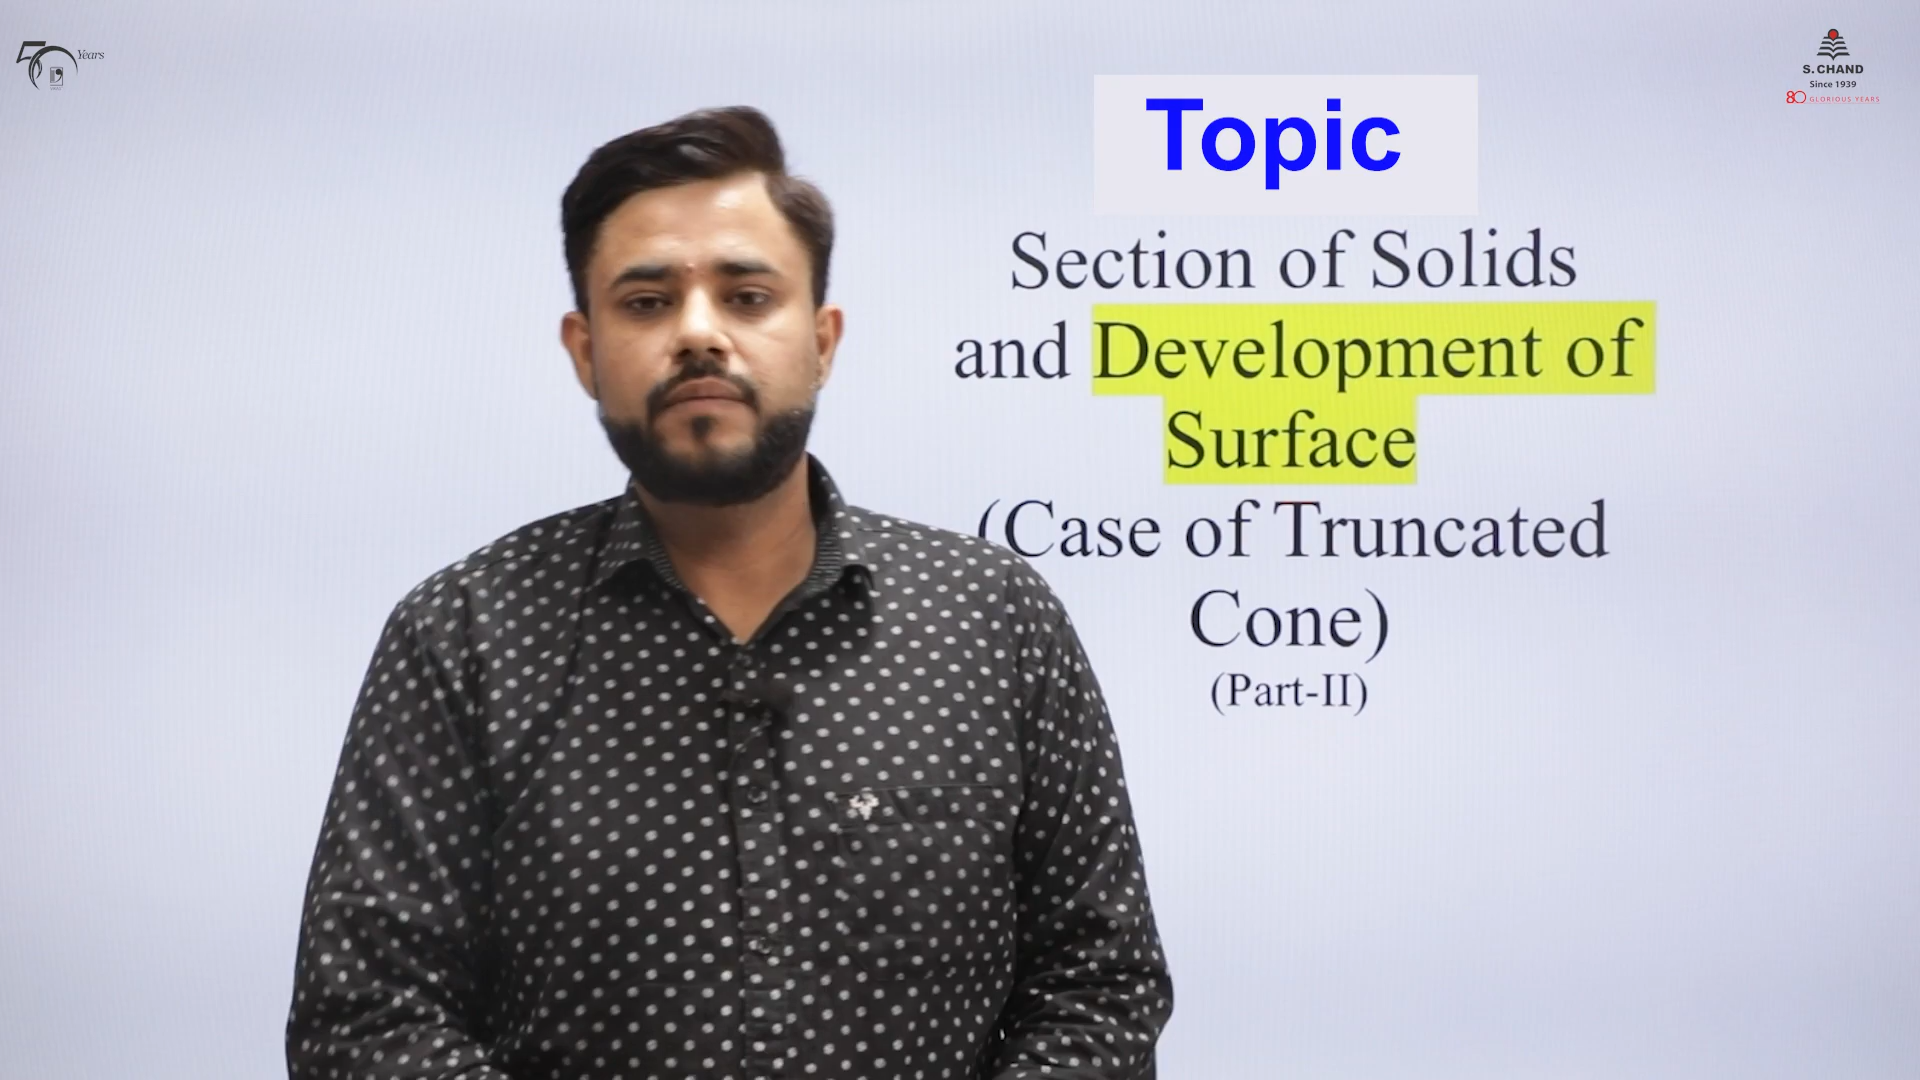 50 Years
S. CHAND
Since 1939
80 GLORIOUS YEARS
Topic
Section of Solids
and Development of
Surface
(Case of Truncated
Cone)
(Part-II)